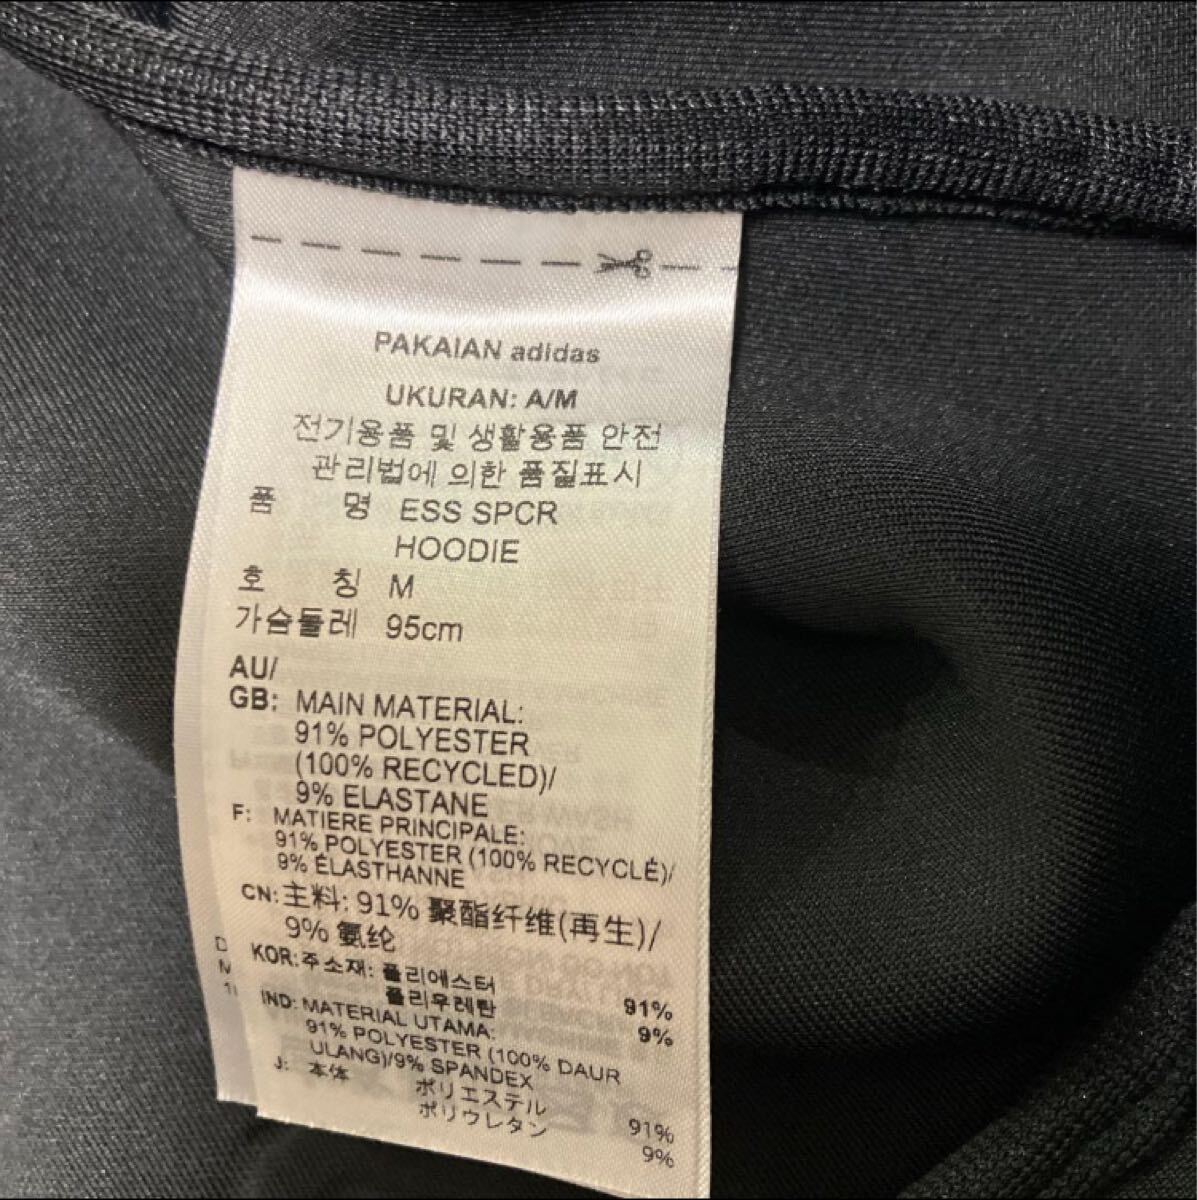 PAKAIAN adidas
UKURAN: A/M
전기용품 및 생활용품 안전
관리법에 의한 품질표시
품 명 ESS SPCR
HOODIE
호 칭 M
가슴둘레 95cm
AU/
GB: MAIN MATERIAL:
91% POLYESTER
(100% RECYCLED)/
9% ELASTANE
F: MATIERE PRINCIPALE:
91% POLYESTER (100% RECYCLÉ)/
9% ÉLASTHANNE
CN: 主料: 91% 聚酯纤维(再生)/
9% 氨纶
KOR: 주소재: 폴리에스터 91%
폴리우레탄 9%
IND: MATERIAL UTAMA:
91% POLYESTER (100% DAUR
ULANG)/9% SPANDEX
J: 本体 ポリエステル 91%
ポリウレタン 9%